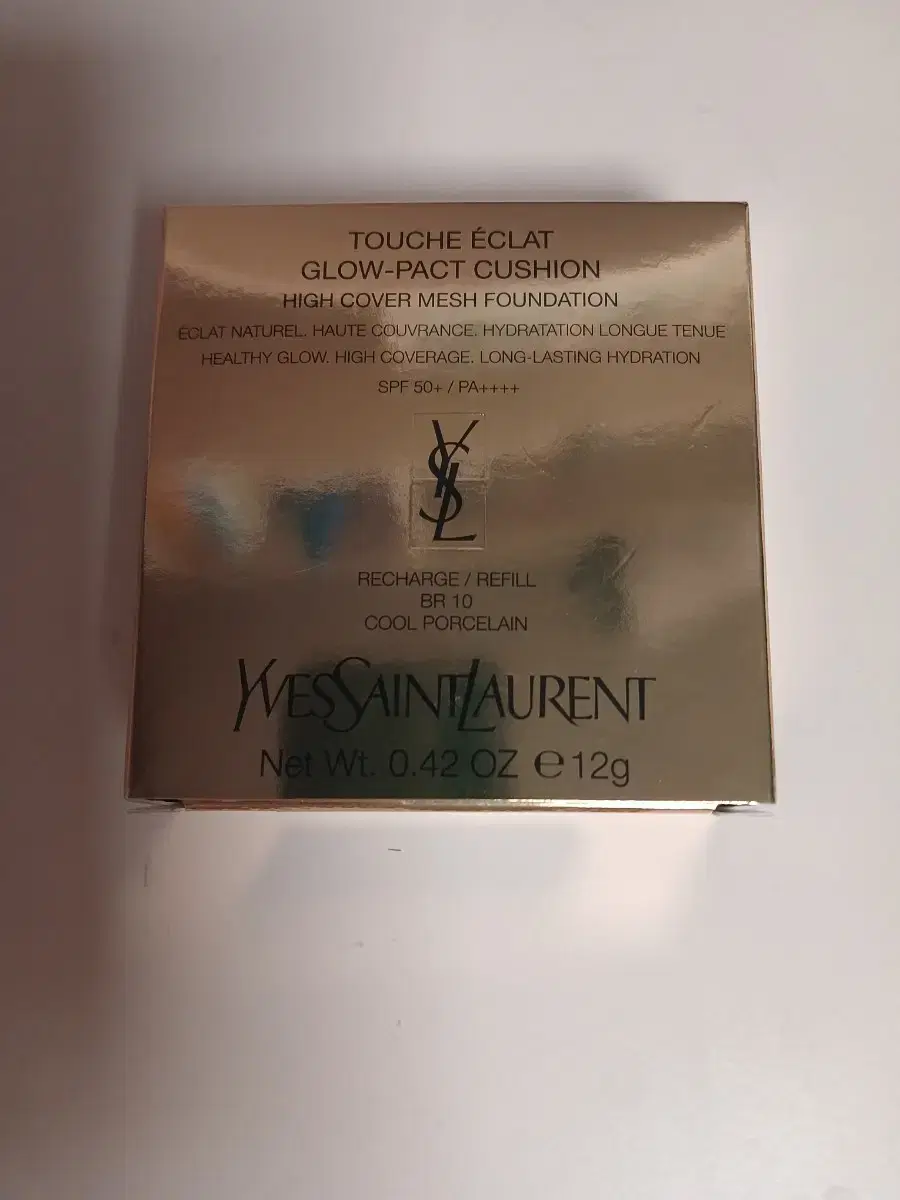 TOUCHE ÉCLAT
GLOW-PACT CUSHION
HIGH COVER MESH FOUNDATION
ÉCLAT NATUREL. HAUTE COUVRANCE. HYDRATATION LONGUE TENUE
HEALTHY GLOW. HIGH COVERAGE. LONG-LASTING HYDRATION
SPF 50+ / PA++++
YSL
RECHARGE / REFILL
BR 10
COOL PORCELAIN
YVESSAINTLAURENT
Net Wt. 0.42 OZ ℮12g